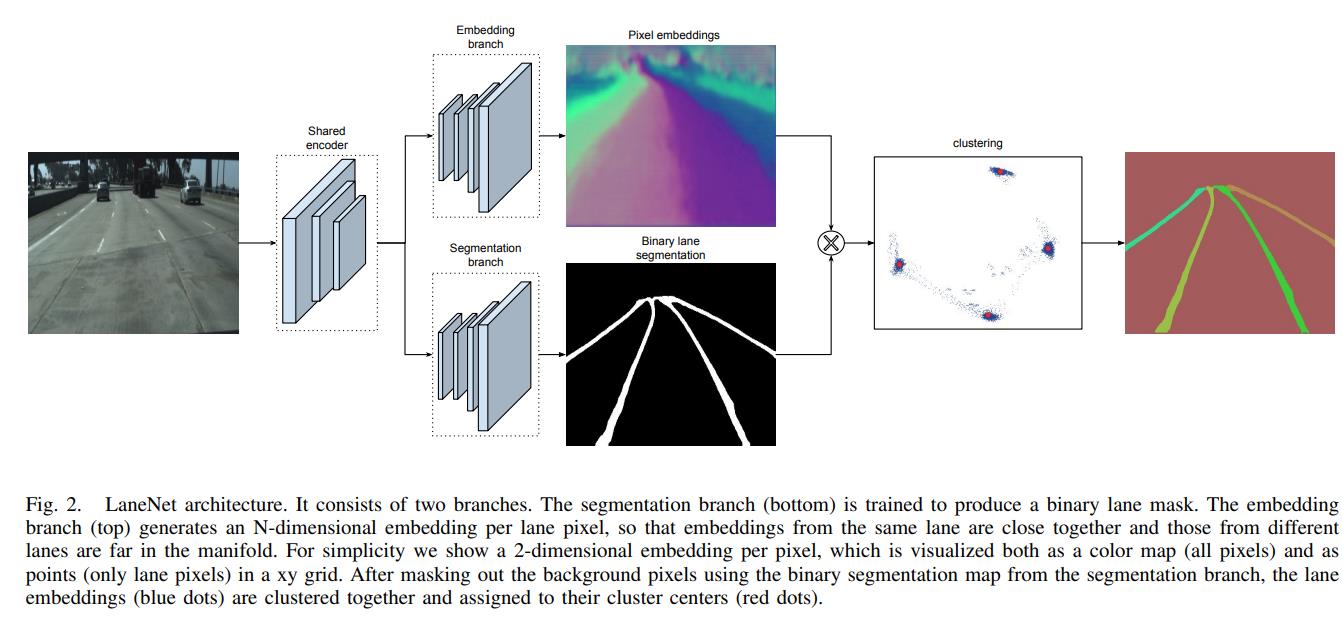 Embedding
branch
Pixel embeddings
Shared
encoder
clustering
Segmentation
branch
Binary lane
segmentation
Fig. 2. LaneNet architecture. It consists of two branches. The segmentation branch (bottom) is trained to produce a binary lane mask. The embedding
branch (top) generates an N-dimensional embedding per lane pixel, so that embeddings from the same lane are close together and those from different
lanes are far in the manifold. For simplicity we show a 2-dimensional embedding per pixel, which is visualized both as a color map (all pixels) and as
points (only lane pixels) in a xy grid. After masking out the background pixels using the binary segmentation map from the segmentation branch, the lane
embeddings (blue dots) are clustered together and assigned to their cluster centers (red dots).